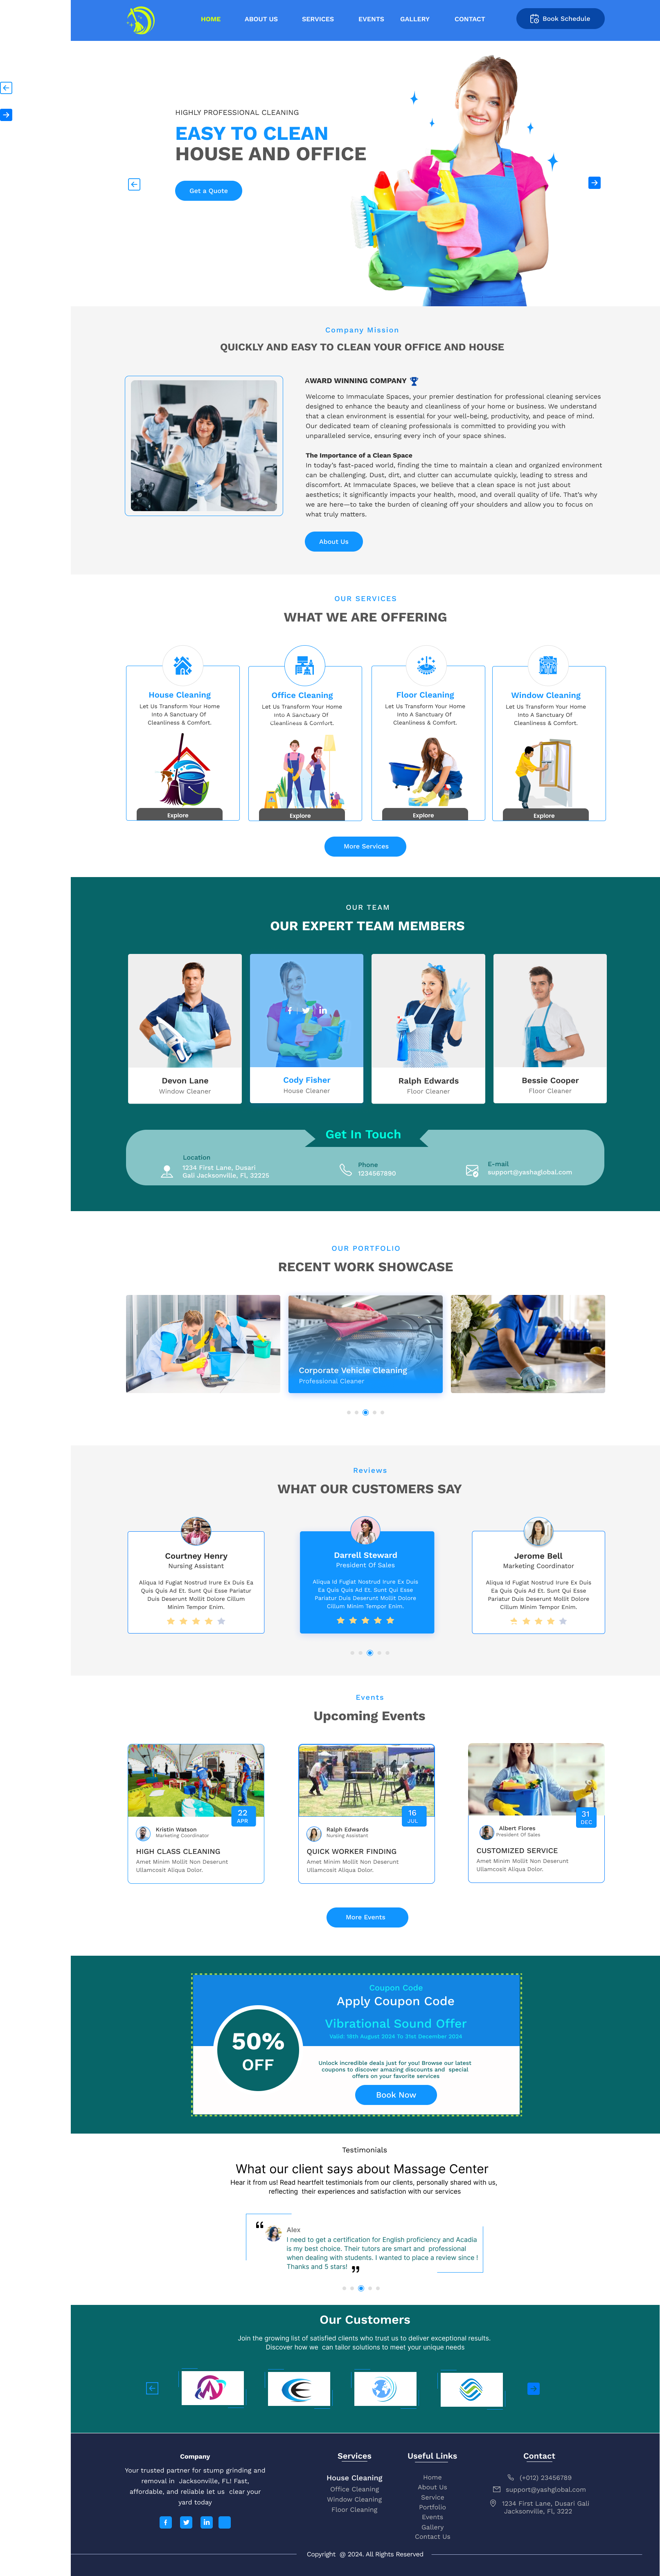 HOME ABOUT US SERVICES EVENTS GALLERY CONTACT Book Schedule
HIGHLY PROFESSIONAL CLEANING
EASY TO CLEAN
HOUSE AND OFFICE
Get a Quote
Company Mission
QUICKLY AND EASY TO CLEAN YOUR OFFICE AND HOUSE
AWARD WINNING COMPANY
Welcome to Immaculate Spaces, your premier destination for professional cleaning services
designed to enhance the beauty and cleanliness of your home or business. We understand
that a clean environment is essential for your well-being, productivity, and peace of mind.
Our dedicated team of cleaning professionals is committed to providing you with
unparalleled service, ensuring every inch of your space shines.
The Importance of a Clean Space
In today's fast-paced world, finding the time to maintain a clean and organized environment
can be challenging. Dust, dirt, and clutter can accumulate quickly, leading to stress and
discomfort. At Immaculate Spaces, we believe that a clean space is not just about
aesthetics; it significantly impacts your health, mood, and overall quality of life. That's why
we are here—to take the burden of cleaning off your shoulders and allow you to focus on
what truly matters.
About Us
OUR SERVICES
WHAT WE ARE OFFERING
House Cleaning
Let Us Transform Your Home
Into A Sanctuary Of
Cleanliness & Comfort.
Explore
Office Cleaning
Let Us Transform Your Home
Into A Sanctuary Of
Cleanliness & Comfort.
Explore
Floor Cleaning
Let Us Transform Your Home
Into A Sanctuary Of
Cleanliness & Comfort.
Explore
Window Cleaning
Let Us Transform Your Home
Into A Sanctuary Of
Cleanliness & Comfort.
Explore
More Services
OUR TEAM
OUR EXPERT TEAM MEMBERS
Devon Lane
Window Cleaner
Cody Fisher
House Cleaner
Ralph Edwards
Floor Cleaner
Bessie Cooper
Floor Cleaner
Get In Touch
Location
1234 First Lane, Dusari
Gali Jacksonville, Fl, 32225
Phone
1234567890
E-mail
support@yashaglobal.com
OUR PORTFOLIO
RECENT WORK SHOWCASE
Corporate Vehicle Cleaning
Professional Cleaner
Reviews
WHAT OUR CUSTOMERS SAY
Courtney Henry
Nursing Assistant
Aliqua Id Fugiat Nostrud Irure Ex Duis Ea
Quis Quis Ad Et. Sunt Qui Esse Pariatur
Duis Deserunt Mollit Dolore Cillum
Minim Tempor Enim.
Darrell Steward
President Of Sales
Aliqua Id Fugiat Nostrud Irure Ex Duis
Ea Quis Quis Ad Et. Sunt Qui Esse
Pariatur Duis Deserunt Mollit Dolore
Cillum Minim Tempor Enim.
Jerome Bell
Marketing Coordinator
Aliqua Id Fugiat Nostrud Irure Ex Duis
Ea Quis Quis Ad Et. Sunt Qui Esse
Pariatur Duis Deserunt Mollit Dolore
Cillum Minim Tempor Enim.
Events
Upcoming Events
22
APR
Kristin Watson
Marketing Coordinator
HIGH CLASS CLEANING
Amet Minim Mollit Non Deserunt
Ullamcosit Aliqua Dolor.
16
JUL
Ralph Edwards
Nursing Assistant
QUICK WORKER FINDING
Amet Minim Mollit Non Deserunt
Ullamcosit Aliqua Dolor.
31
DEC
Albert Flores
President Of Sales
CUSTOMIZED SERVICE
Amet Minim Mollit Non Deserunt
Ullamcosit Aliqua Dolor.
More Events
Coupon Code
Apply Coupon Code
Vibrational Sound Offer
Valid: 18th August 2024 To 31st December 2024
50%
OFF
Unlock incredible deals just for you! Browse our latest
coupons to discover amazing discounts and special
offers on your favorite services
Book Now
Testimonials
What our client says about Massage Center
Hear it from us! Read heartfelt testimonials from our clients, personally shared with us,
reflecting their experiences and satisfaction with our services
Alex
I need to get a certification for English proficiency and Acadia
is my best choice. Their tutors are smart and professional
when dealing with students. I wanted to place a review since !
Thanks and 5 stars!
Our Customers
Join the growing list of satisfied clients who trust us to deliver exceptional results.
Discover how we can tailor solutions to meet your unique needs
Company
Your trusted partner for stump grinding and
removal in Jacksonville, FL! Fast,
affordable, and reliable let us clear your
yard today
Services
House Cleaning
Office Cleaning
Window Cleaning
Floor Cleaning
Useful Links
Home
About Us
Service
Portfolio
Events
Gallery
Contact Us
Contact
(+012) 23456789
support@yashglobal.com
1234 First Lane, Dusari Gali
Jacksonville, Fl, 3222
Copyright @ 2024. All Rights Reserved